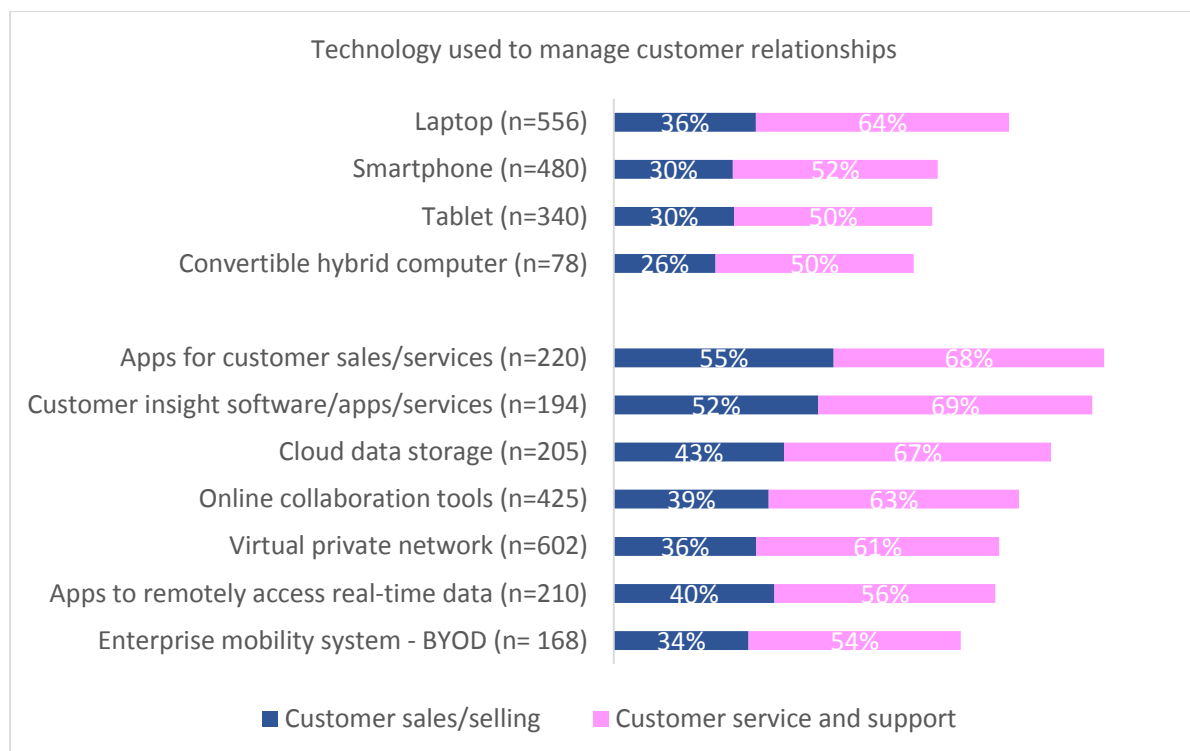 Technology used to manage customer relationships
Laptop (n=556) 36% 64%
Smartphone (n=480) 30% 52%
Tablet (n=340) 30% 50%
Convertible hybrid computer (n=78) 26% 50%
Apps for customer sales/services (n=220) 55% 68%
Customer insight software/apps/services (n=194) 52% 69%
Cloud data storage (n=205) 43% 67%
Online collaboration tools (n=425) 39% 63%
Virtual private network (n=602) 36% 61%
Apps to remotely access real-time data (n=210) 40% 56%
Enterprise mobility system - BYOD (n= 168) 34% 54%
Customer sales/selling Customer service and support